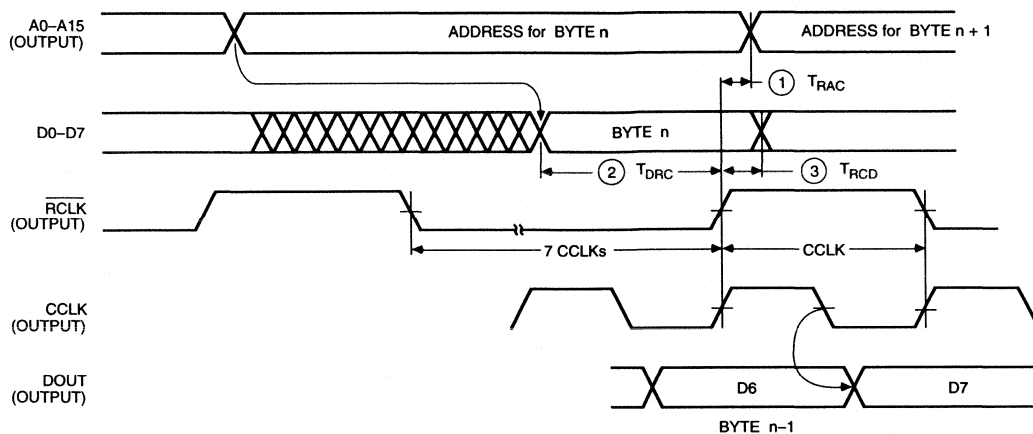 A0–A15
(OUTPUT)
ADDRESS for BYTE n
ADDRESS for BYTE n + 1
1 TRAC
D0–D7
BYTE n
2 TDRC
3 TRCD
RCLK
(OUTPUT)
7 CCLKs
CCLK
CCLK
(OUTPUT)
DOUT
(OUTPUT)
D6
D7
BYTE n–1